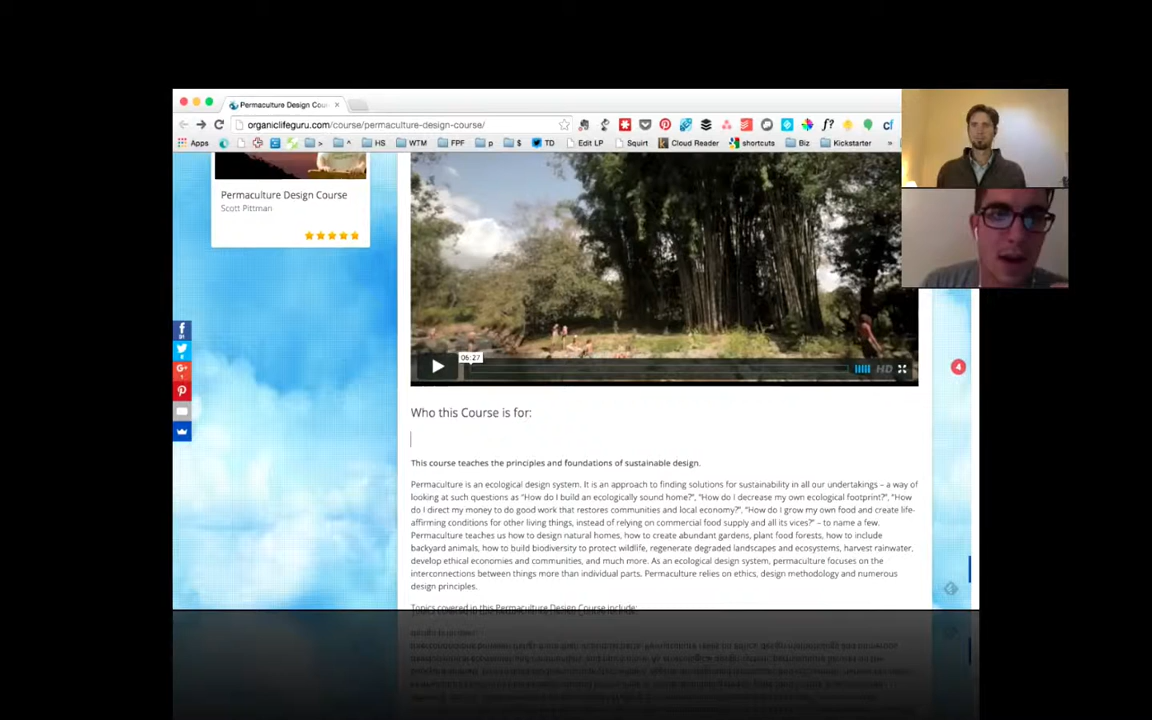 Permaculture Design Cou
organiclifeguru.com/course/permaculture-design-course/
f?
Apps
>
^
HS
WTM
FPF
p
$
TD
Edit LP
Squirt
Cloud Reader
shortcuts
Biz
Kickstarter
»
Permaculture Design Course
Scott Pittman
06:27
HD
4
Who this Course is for:
This course teaches the principles and foundations of sustainable design.
Permaculture is an ecological design system. It is an approach to finding solutions for sustainability in all our undertakings – a way of
looking at such questions as “How do I build an ecologically sound home?”, “How do I decrease my own ecological footprint?”, “How
do I direct my money to do good work that restores communities and local economy?”, “How do I grow my own food and create life-
affirming conditions for other living things, instead of relying on commercial food supply and all its vices?” – to name a few.
Permaculture teaches us how to design natural homes, how to create abundant gardens, plant food forests, how to include
backyard animals, how to build biodiversity to protect wildlife, regenerate degraded landscapes and ecosystems, harvest rainwater,
develop ethical economies and communities, and much more. As an ecological design system, permaculture focuses on the
interconnections between things more than individual parts. Permaculture relies on ethics, design methodology and numerous
design principles.
Topics covered in this Permaculture Design Course include: